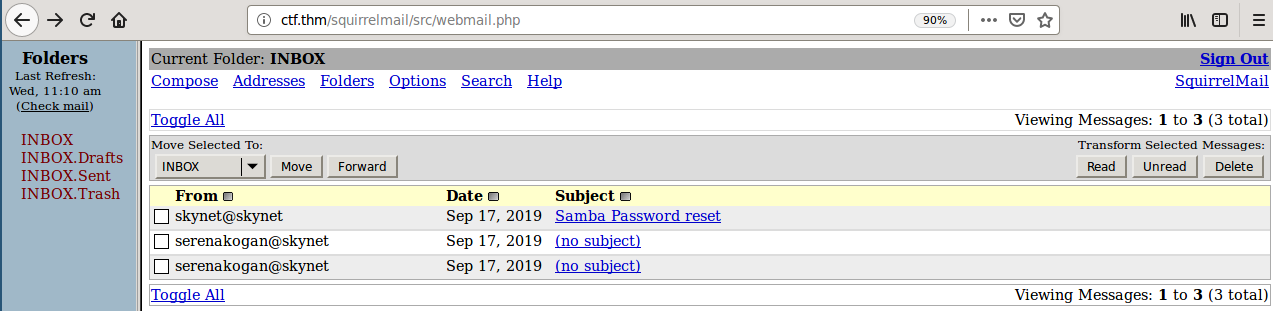 ctf.thm/squirrelmail/src/webmail.php 90%
Folders
Last Refresh:
Wed, 11:10 am
(Check mail)
INBOX
INBOX.Drafts
INBOX.Sent
INBOX.Trash
Current Folder: INBOX Sign Out
Compose Addresses Folders Options Search Help SquirrelMail
Toggle All Viewing Messages: 1 to 3 (3 total)
Move Selected To: Transform Selected Messages:
INBOX Move Forward Read Unread Delete
From Date Subject
skynet@skynet Sep 17, 2019 Samba Password reset
serenakogan@skynet Sep 17, 2019 (no subject)
serenakogan@skynet Sep 17, 2019 (no subject)
Toggle All Viewing Messages: 1 to 3 (3 total)